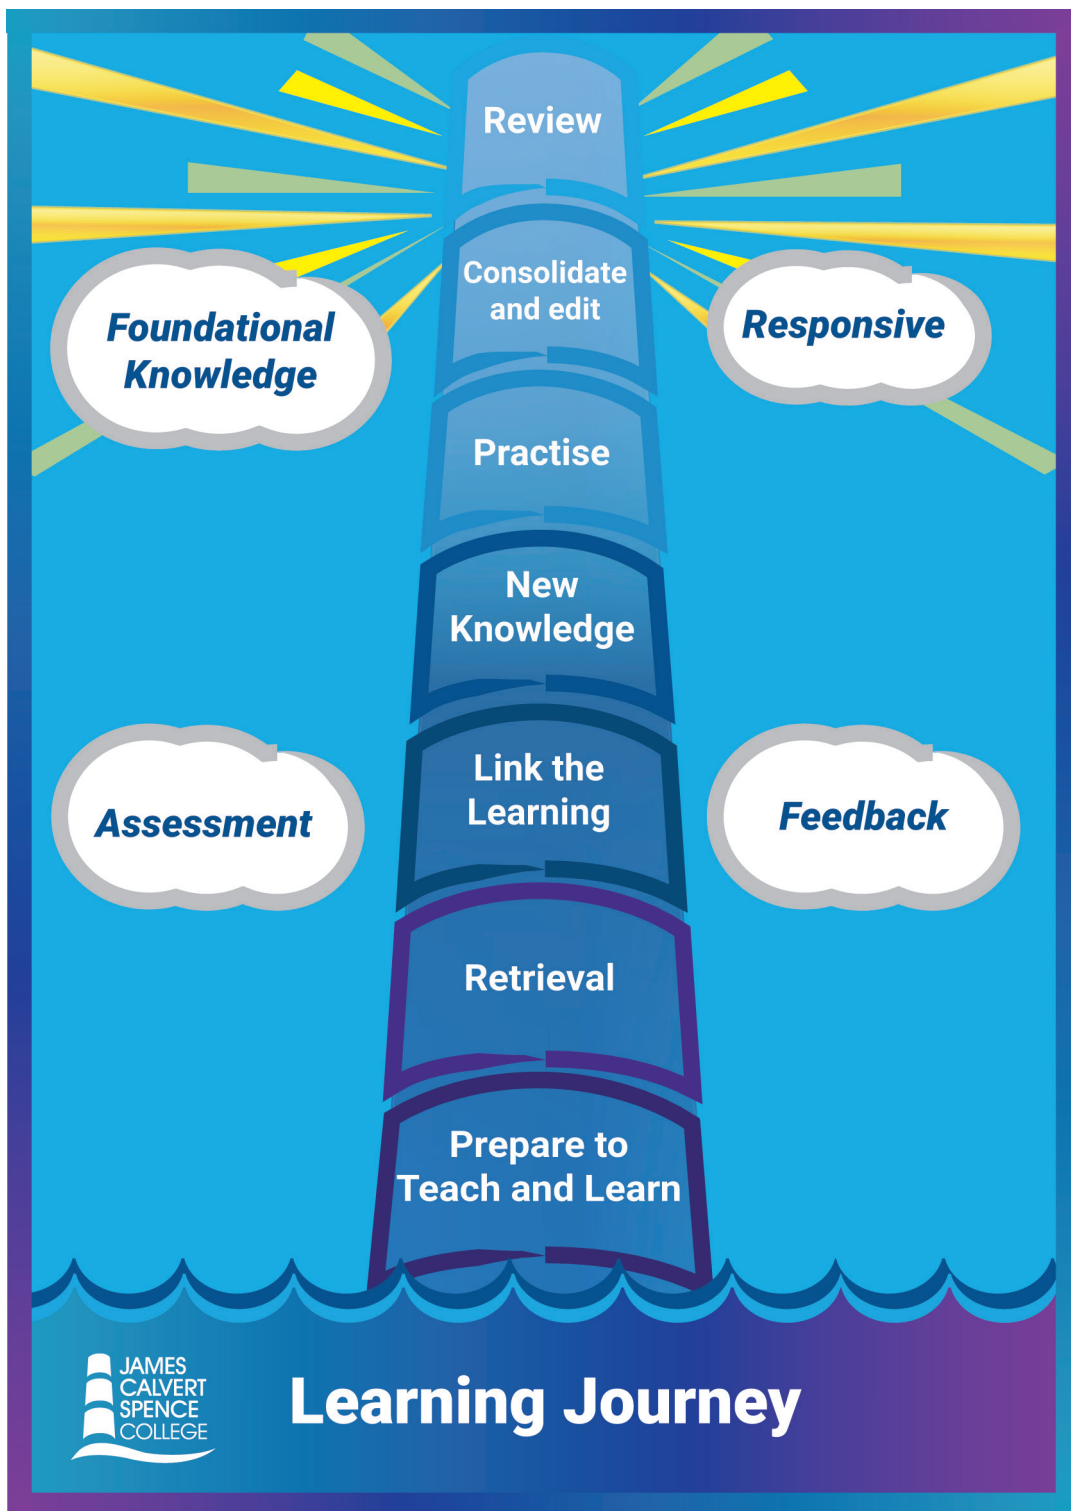 Review
Consolidate
and edit
Foundational
Knowledge
Responsive
Practise
New
Knowledge
Link the
Learning
Assessment
Feedback
Retrieval
Prepare to
Teach and Learn
JAMES
CALVERT
SPENCE
COLLEGE
Learning Journey